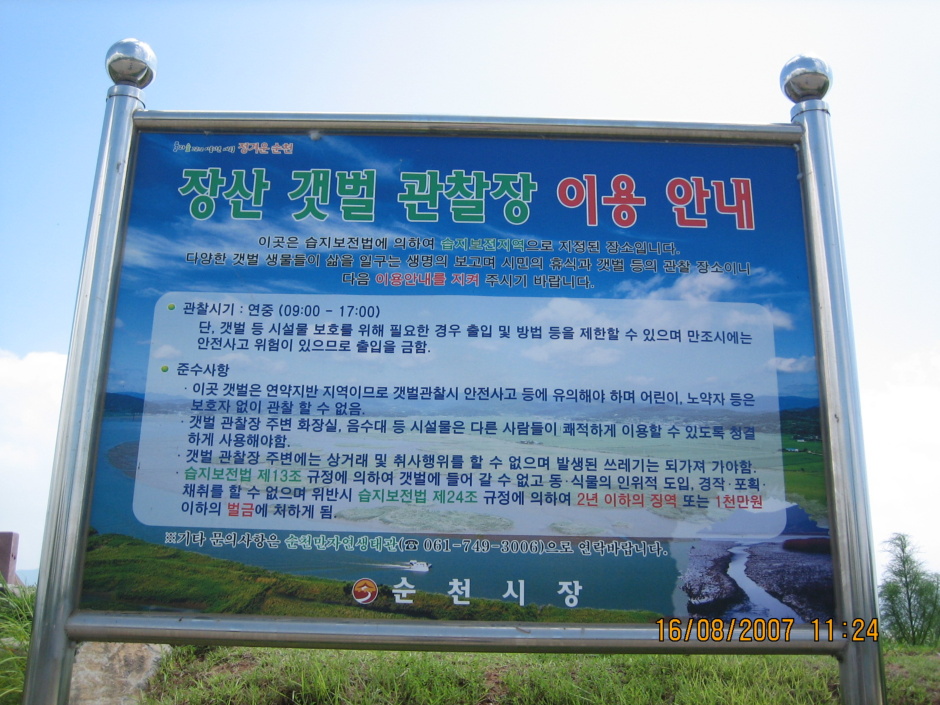 정겨운 순천
장산 갯벌 관찰장 이용 안내
이곳은 습지보전법에 의하여 습지보전지역으로 지정된 장소입니다.
다양한 갯벌 생물들이 삶을 일구는 생명의 보고며 시민의 휴식과 갯벌 등의 관찰 장소이니
다음 이용안내를 지켜 주시기 바랍니다.
관찰시기 : 연중 (09:00 - 17:00)
단, 갯벌 등 시설물 보호를 위해 필요한 경우 출입 및 방법 등을 제한할 수 있으며 만조시에는
안전사고 위험이 있으므로 출입을 금함.
준수사항
· 이곳 갯벌은 연약지반 지역이므로 갯벌관찰시 안전사고 등에 유의해야 하며 어린이, 노약자 등은
보호자 없이 관찰 할 수 없음.
· 갯벌 관찰장 주변 화장실, 음수대 등 시설물은 다른 사람들이 쾌적하게 이용할 수 있도록 청결
하게 사용해야함.
· 갯벌 관찰장 주변에는 상거래 및 취사행위를 할 수 없으며 발생된 쓰레기는 되가져 가야함.
· 습지보전법 제13조 규정에 의하여 갯벌에 들어 갈 수 없고 동·식물의 인위적 도입, 경작·포획·
채취를 할 수 없으며 위반시 습지보전법 제24조 규정에 의하여 2년 이하의 징역 또는 1천만원
이하의 벌금에 처하게 됨.
※기타 문의사항은 순천만자연생태관(☎ 061-749-3006)으로 연락바랍니다.
순천시장
16/08/2007 11:24